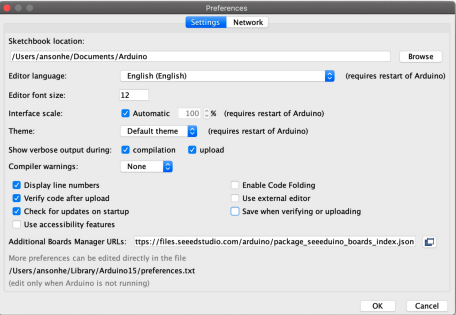 Preferences
Settings Network
Sketchbook location:
/Users/ansonhe/Documents/Arduino Browse
Editor language: English (English) (requires restart of Arduino)
Editor font size: 12
Interface scale: Automatic 100 % (requires restart of Arduino)
Theme: Default theme (requires restart of Arduino)
Show verbose output during: compilation upload
Compiler warnings: None
Display line numbers Enable Code Folding
Verify code after upload Use external editor
Check for updates on startup Save when verifying or uploading
Use accessibility features
Additional Boards Manager URLs: ttps://files.seeedstudio.com/arduino/package_seeeduino_boards_index.json
More preferences can be edited directly in the file
/Users/ansonhe/Library/Arduino15/preferences.txt
(edit only when Arduino is not running)
OK Cancel